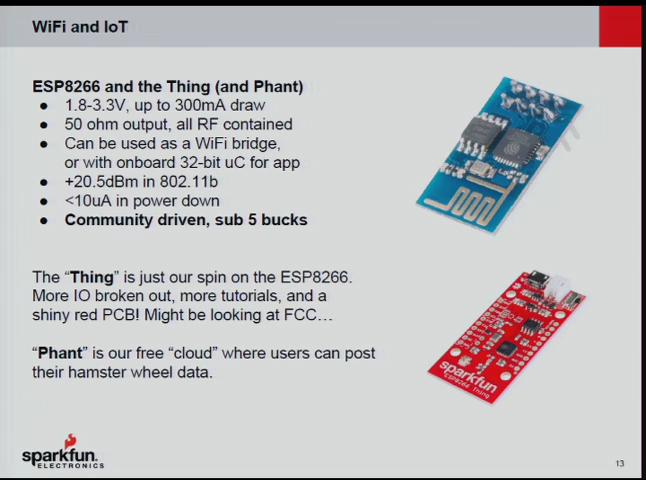 WiFi and IoT
ESP8266 and the Thing (and Phant)
● 1.8-3.3V, up to 300mA draw
● 50 ohm output, all RF contained
● Can be used as a WiFi bridge,
or with onboard 32-bit uC for app
● +20.5dBm in 802.11b
● <10uA in power down
● Community driven, sub 5 bucks
The “Thing” is just our spin on the ESP8266.
More IO broken out, more tutorials, and a
shiny red PCB! Might be looking at FCC…
“Phant” is our free “cloud” where users can post
their hamster wheel data.
sparkfun
ESP8266 Thing
sparkfun
ELECTRONICS
13